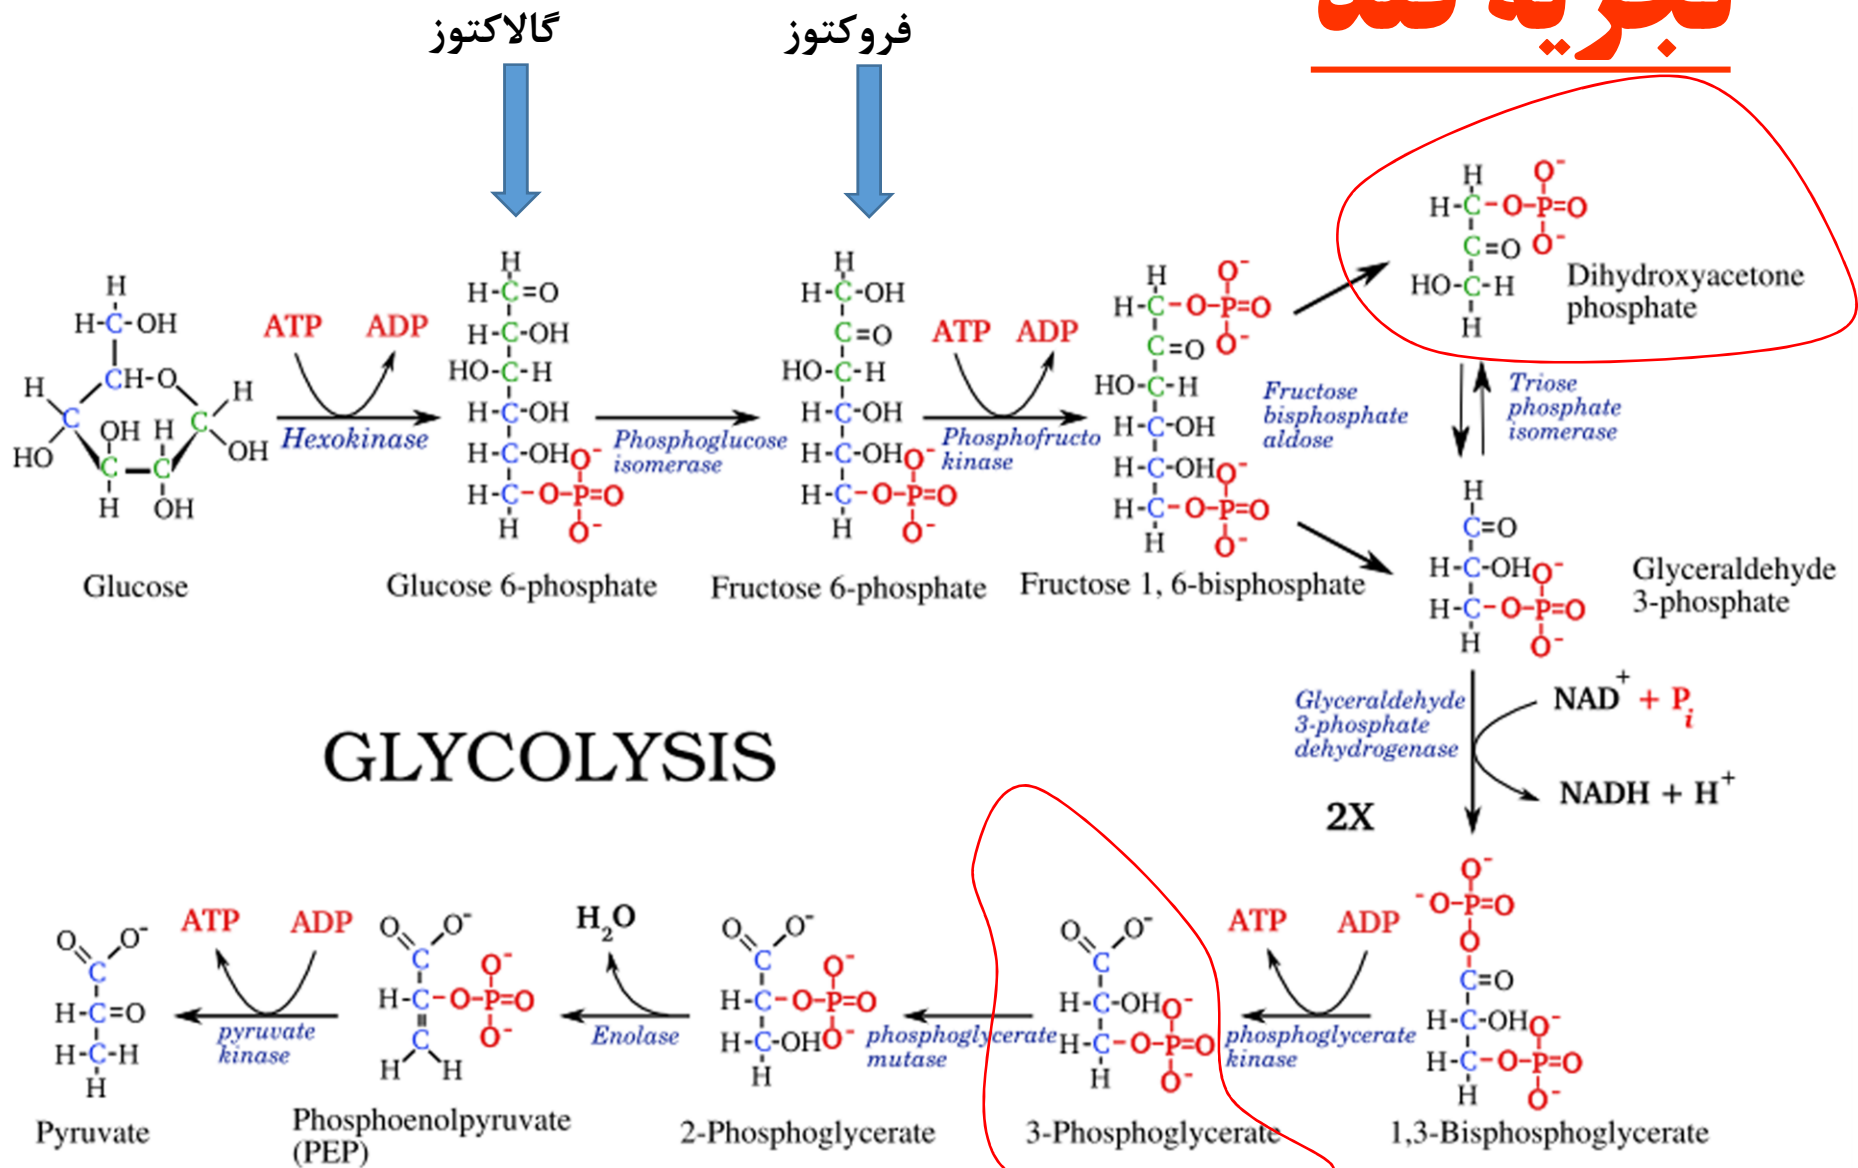 تجزیه قند
گالاکتوز
فروکتوز
ATP ADP
Hexokinase
Glucose
Glucose 6-phosphate
Phosphoglucose
isomerase
Fructose 6-phosphate
ATP ADP
Phosphofructo
kinase
Fructose 1, 6-bisphosphate
Fructose
bisphosphate
aldose
Dihydroxyacetone
phosphate
Triose
phosphate
isomerase
Glyceraldehyde
3-phosphate
Glyceraldehyde
3-phosphate
dehydrogenase
NAD+ + Pi
NADH + H+
2X
GLYCOLYSIS
1,3-Bisphosphoglycerate
ATP ADP
phosphoglycerate
kinase
3-Phosphoglycerate
phosphoglycerate
mutase
2-Phosphoglycerate
H2O
Enolase
Phosphoenolpyruvate
(PEP)
ATP ADP
pyruvate
kinase
Pyruvate